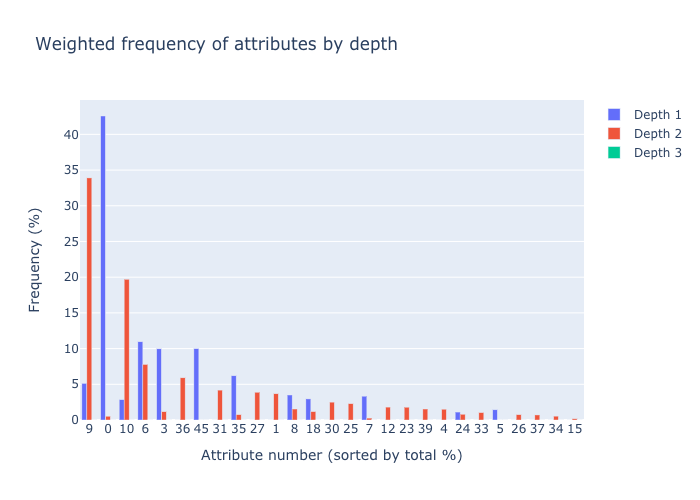 Weighted frequency of attributes by depth
Depth 1
Depth 2
Depth 3
40
35
30
25
20
15
10
5
0
Frequency (%)
9 0 10 6 3 36 45 31 35 27 1 8 18 30 25 7 12 23 39 4 24 33 5 26 37 34 15
Attribute number (sorted by total %)